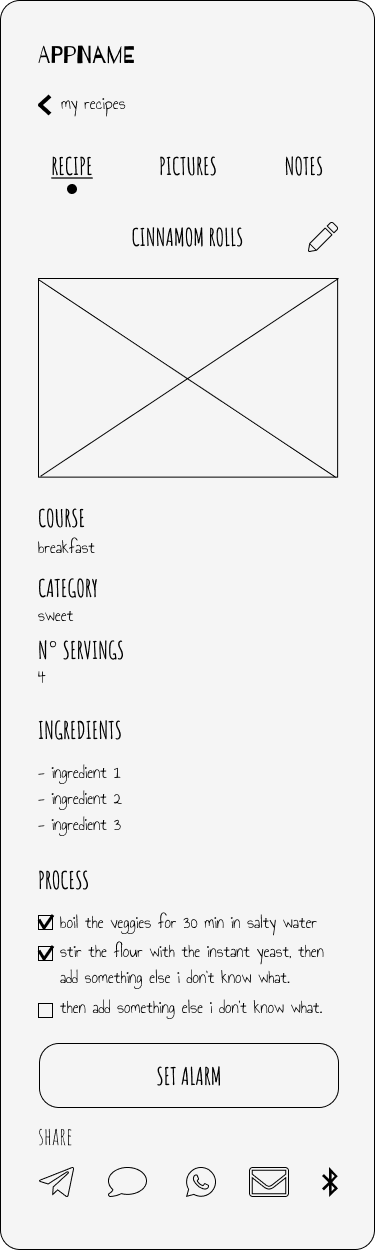 APPNAME
my recipes
RECIPE PICTURES NOTES
CINNAMOM ROLLS
COURSE
breakfast
CATEGORY
sweet
N° SERVINGS
4
INGREDIENTS
- ingredient 1
- ingredient 2
- ingredient 3
PROCESS
boil the veggies for 30 min in salty water
stir the flour with the instant yeast, then
add something else i don't know what.
then add something else i don't know what.
SET ALARM
SHARE